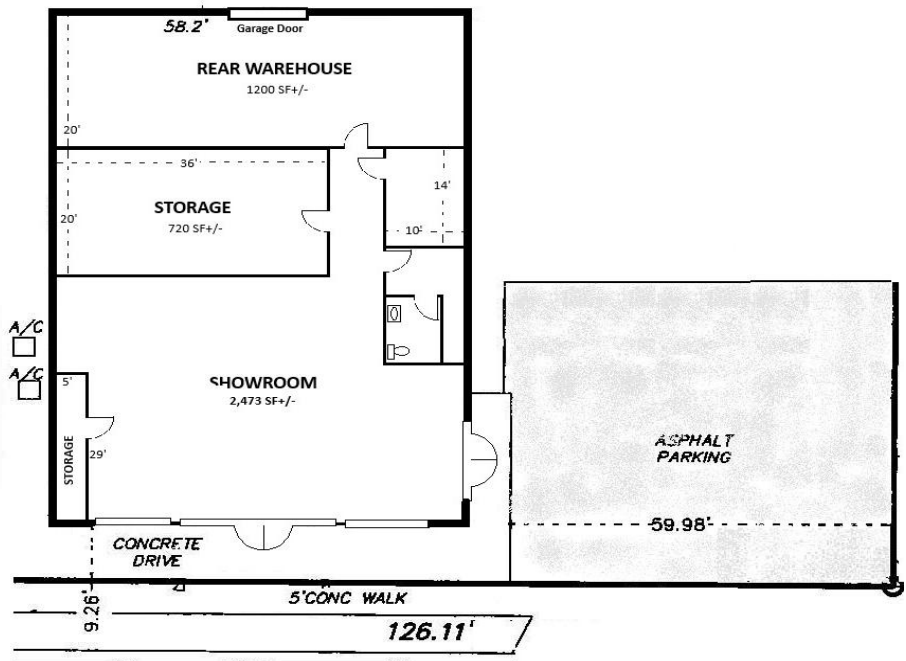 58.2'
Garage Door
REAR WAREHOUSE
1200 SF+/-
20'
36'
14'
STORAGE
720 SF+/-
20'
10'
A/C
A/C
5'
SHOWROOM
2,473 SF+/-
STORAGE
29'
ASPHALT
PARKING
59.98'
CONCRETE
DRIVE
9.26'
5'CONC WALK
126.11'